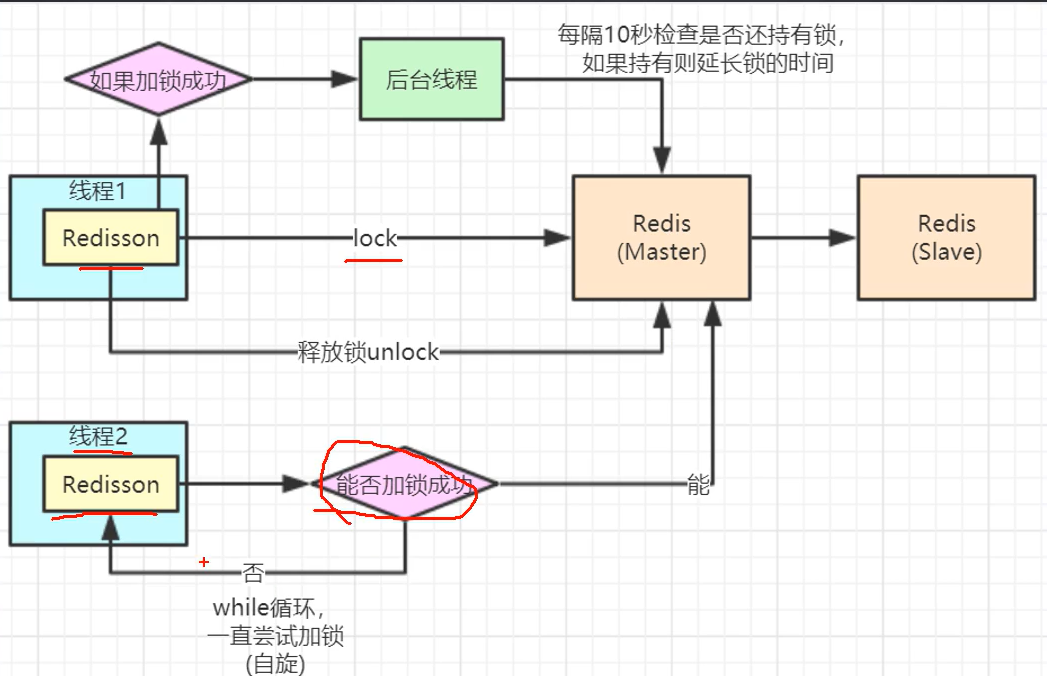 每隔10秒检查是否还持有锁，
如果持有则延长锁的时间
如果加锁成功
后台线程
线程1
Redisson
lock
Redis
(Master)
Redis
(Slave)
释放锁unlock
线程2
Redisson
能否加锁成功
能
否
while循环，
一直尝试加锁
(自旋)